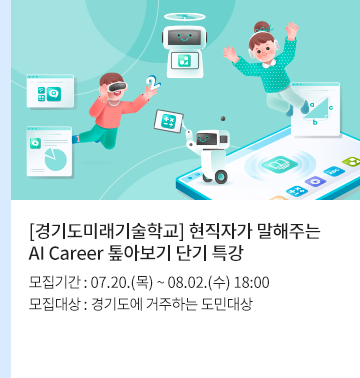 [경기도미래기술학교] 현직자가 말해주는
AI Career 톺아보기 단기 특강
모집기간 : 07.20.(목) ~ 08.02.(수) 18:00
모집대상 : 경기도에 거주하는 도민대상
a
c
b